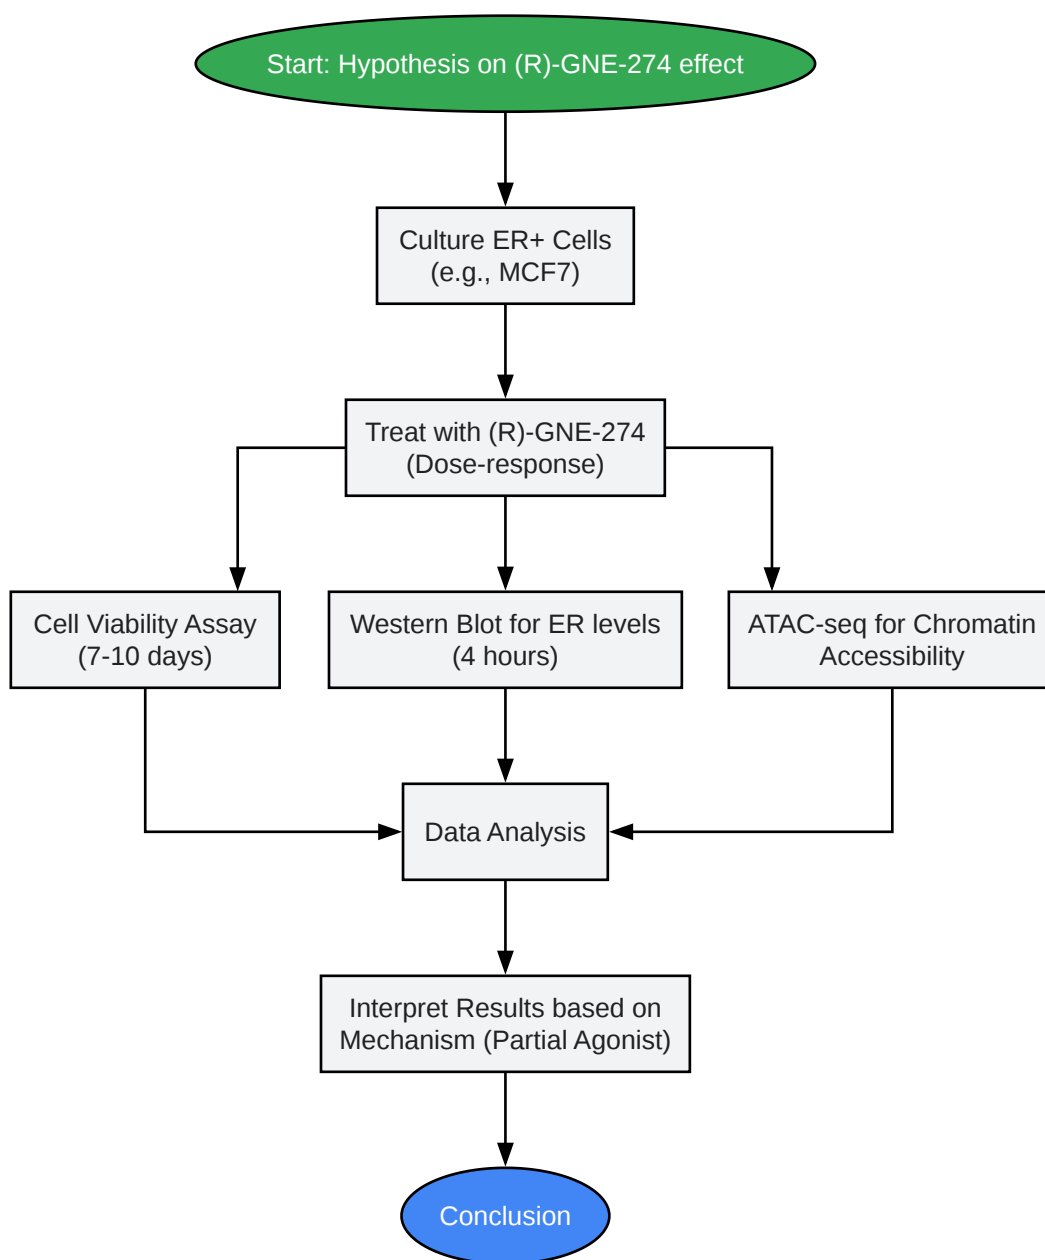 Start: Hypothesis on (R)-GNE-274 effect
Culture ER+ Cells
(e.g., MCF7)
Treat with (R)-GNE-274
(Dose-response)
Cell Viability Assay
(7-10 days)
Western Blot for ER levels
(4 hours)
ATAC-seq for Chromatin
Accessibility
Data Analysis
Interpret Results based on
Mechanism (Partial Agonist)
Conclusion